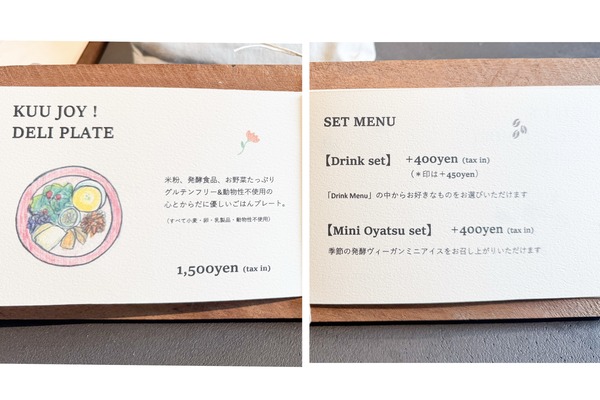 KUU JOY !
DELI PLATE
米粉、発酵食品、お野菜たっぷり
グルテンフリー&動物性不使用の
心とからだに優しいごはんプレート。
(すべて小麦・卵・乳製品・動物性不使用)
1,500yen (tax in)
SET MENU
【Drink set】 +400yen (tax in)
(＊印は+450yen)
「Drink Menu」の中からお好きなものをお選びいただけます
【Mini Oyatsu set】 +400yen (tax in)
季節の発酵ヴィーガンミニアイスをお召し上がりいただけます